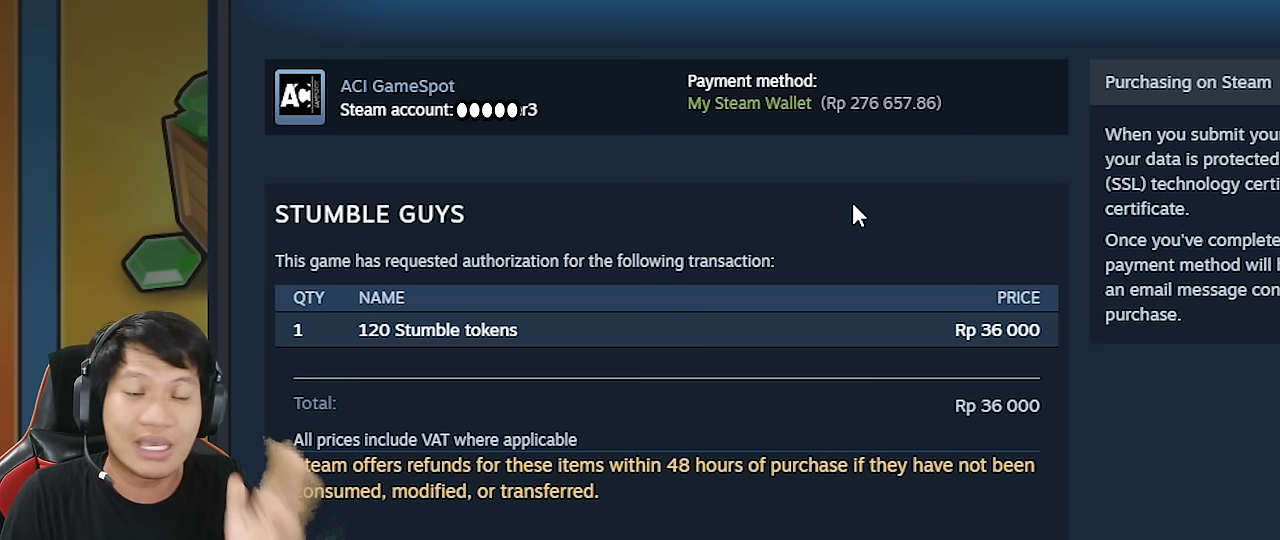 ACI GameSpot
Steam account: r3
Payment method:
My Steam Wallet (Rp 276 657.86)
STUMBLE GUYS
This game has requested authorization for the following transaction:
QTY NAME PRICE
1 120 Stumble tokens Rp 36 000
Total: Rp 36 000
All prices include VAT where applicable
team offers refunds for these items within 48 hours of purchase if they have not been
onsumed, modified, or transferred.
Purchasing on Steam
When you submit your
your data is protected
(SSL) technology certi
certificate.
Once you've complete
payment method will
an email message con
purchase.